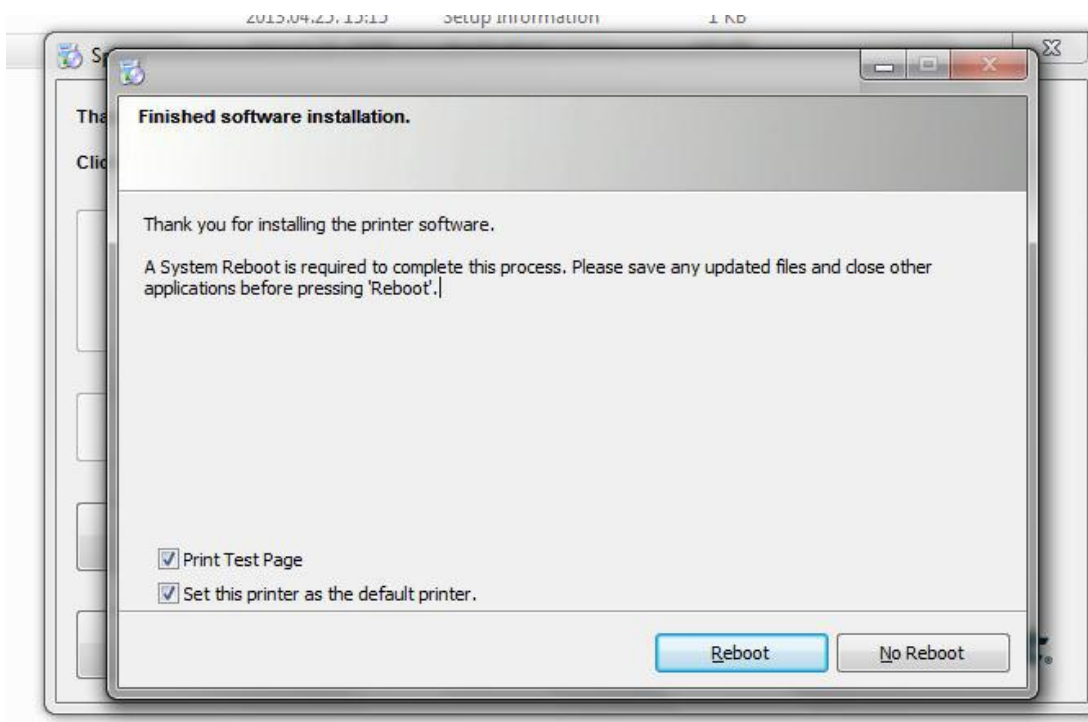 Setup Information 1 KB
Finished software installation.
Thank you for installing the printer software.
A System Reboot is required to complete this process. Please save any updated files and close other
applications before pressing 'Reboot'.
Print Test Page
Set this printer as the default printer.
Reboot No Reboot